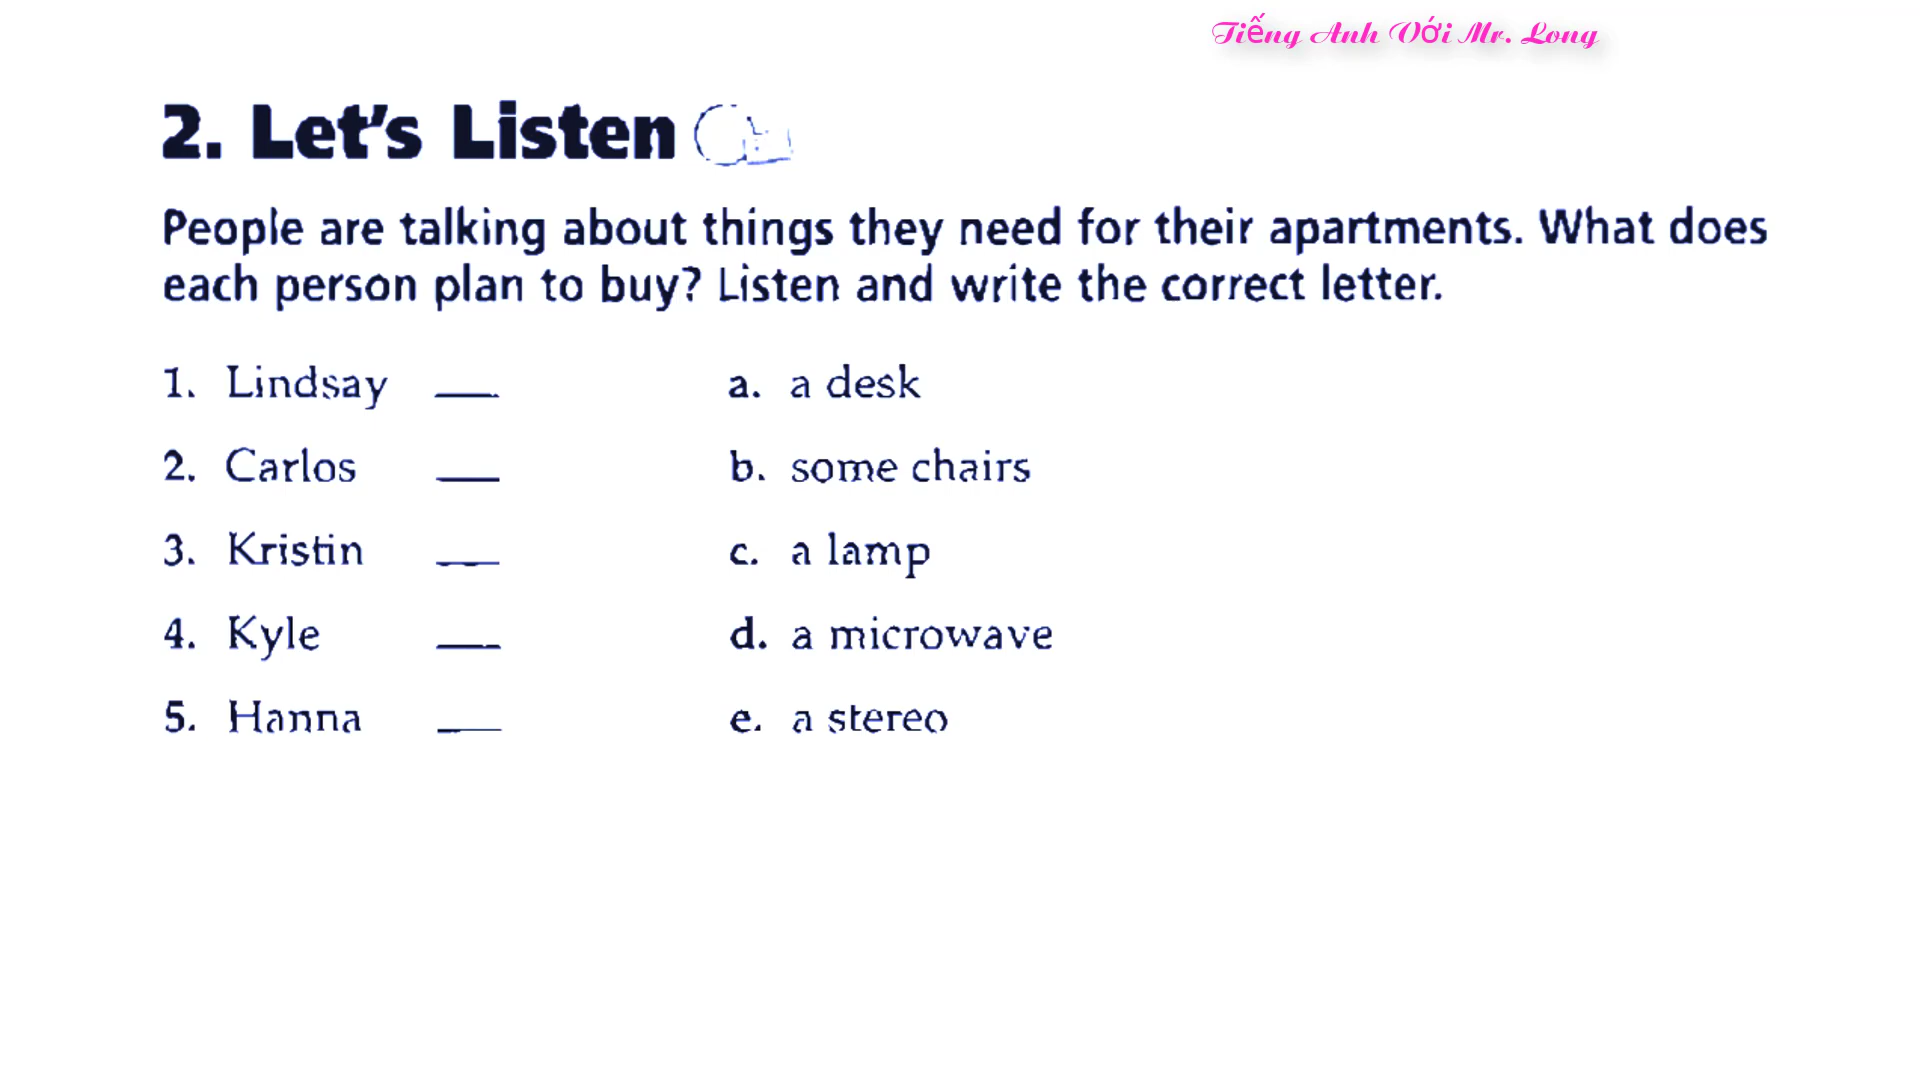 Tiếng Anh Với Mr. Long
2. Let's Listen
People are talking about things they need for their apartments. What does
each person plan to buy? Listen and write the correct letter.
1. Lindsay ___ a. a desk
2. Carlos ___ b. some chairs
3. Kristin ___ c. a lamp
4. Kyle ___ d. a microwave
5. Hanna ___ e. a stereo